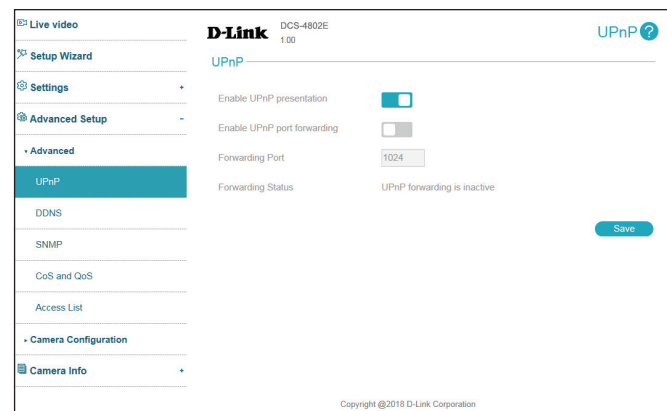 Live video
Setup Wizard
Settings +
Advanced Setup -
Advanced
UPnP
DDNS
SNMP
CoS and QoS
Access List
Camera Configuration
Camera Info +
D-Link DCS-4802E
1.00
UPnP ?
UPnP
Enable UPnP presentation
Enable UPnP port forwarding
Forwarding Port 1024
Forwarding Status UPnP forwarding is inactive
Save
Copyright @2018 D-Link Corporation